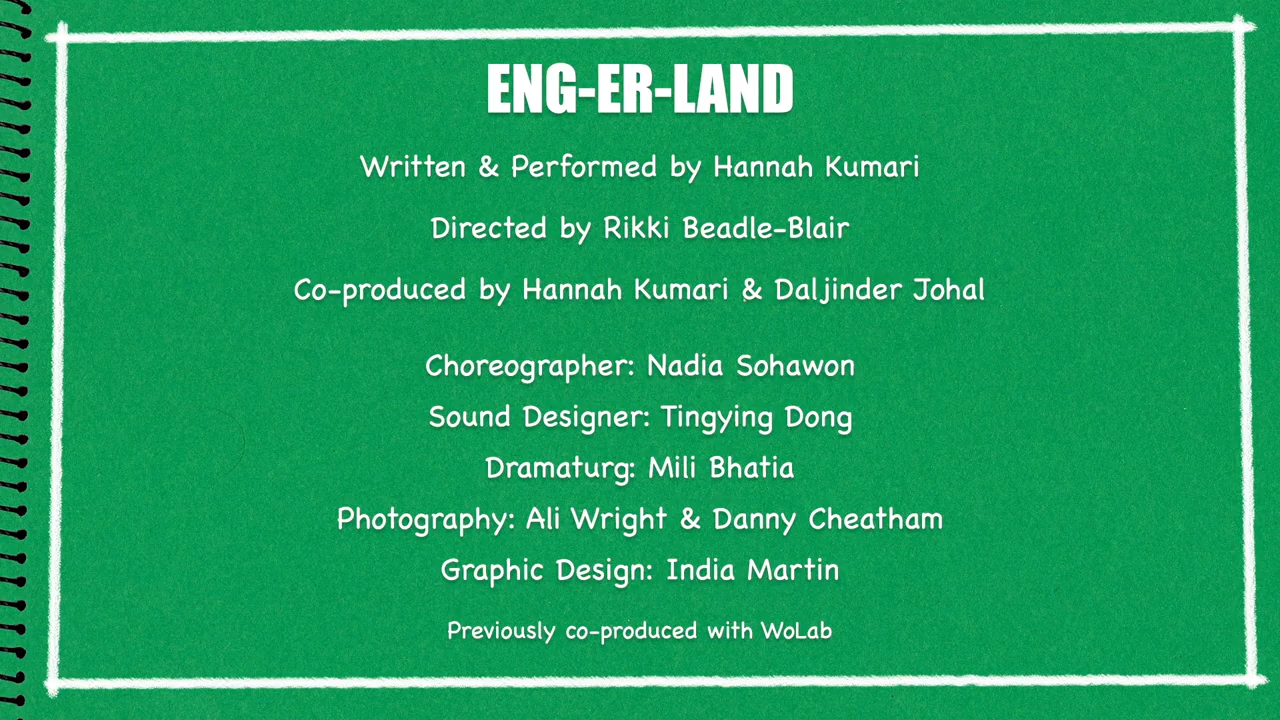 ENG-ER-LAND
Written & Performed by Hannah Kumari
Directed by Rikki Beadle-Blair
Co-produced by Hannah Kumari & Daljinder Johal
Choreographer: Nadia Sohawon
Sound Designer: Tingying Dong
Dramaturg: Mili Bhatia
Photography: Ali Wright & Danny Cheatham
Graphic Design: India Martin
Previously co-produced with WoLab